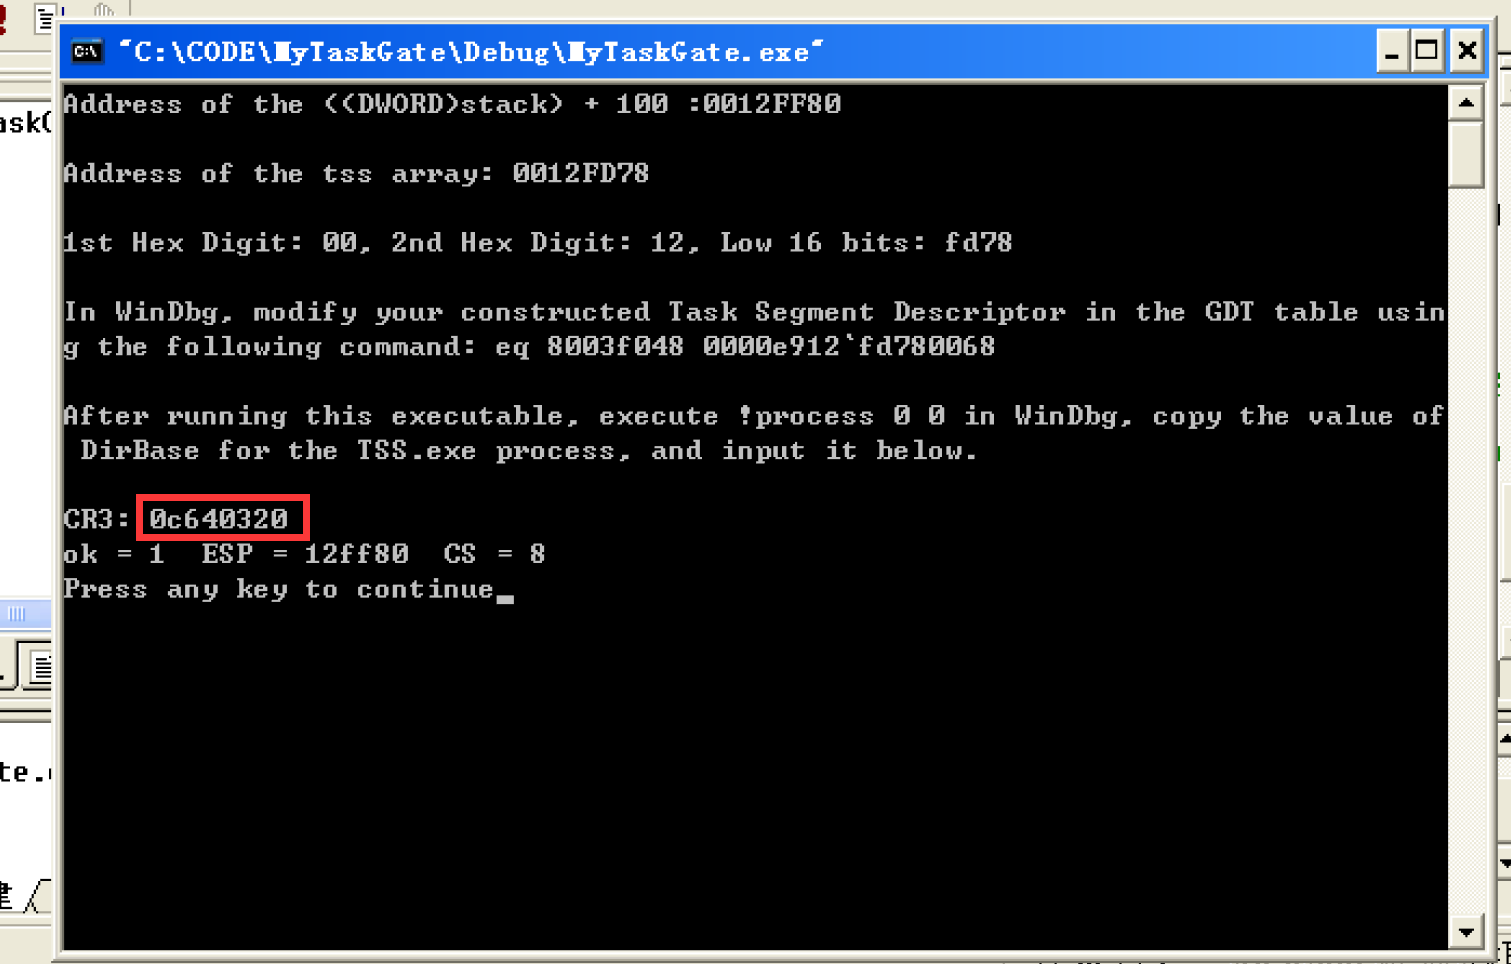 "C:\CODE\MyTaskGate\Debug\MyTaskGate.exe"
Address of the ((DWORD)stack) + 100 :0012FF80
Address of the tss array: 0012FD78
1st Hex Digit: 00, 2nd Hex Digit: 12, Low 16 bits: fd78
In WinDbg, modify your constructed Task Segment Descriptor in the GDT table usin
g the following command: eq 8003f048 0000e912`fd780068
After running this executable, execute !process 0 0 in WinDbg, copy the value of
 DirBase for the TSS.exe process, and input it below.
CR3: 0c640320
ok = 1  ESP = 12ff80  CS = 8
Press any key to continue_